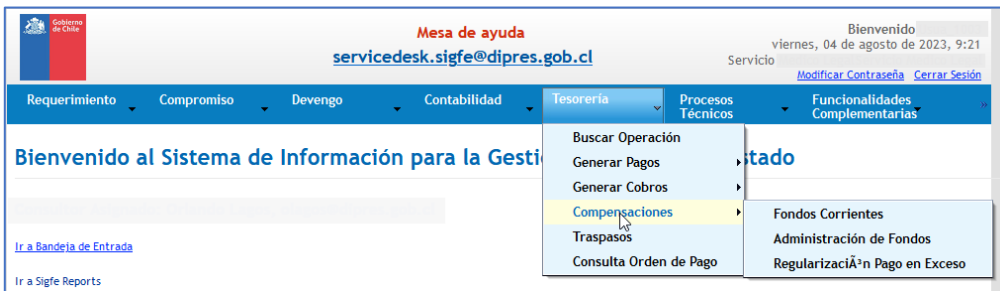 Gobierno
de Chile
Mesa de ayuda
servicedesk.sigfe@dipres.gob.cl
Bienvenido
viernes, 04 de agosto de 2023, 9:21
Servicio
Modificar Contraseña Cerrar Sesión
Requerimiento Compromiso Devengo Contabilidad Tesorería Procesos Técnicos Funcionalidades Complementarias »
Bienvenido al Sistema de Información para la Gesti stado
Buscar Operación
Generar Pagos
Generar Cobros
Compensaciones
Traspasos
Consulta Orden de Pago
Fondos Corrientes
Administración de Fondos
RegularizaciÃ³n Pago en Exceso
Ir a Bandeja de Entrada
Ir a Sigfe Reports